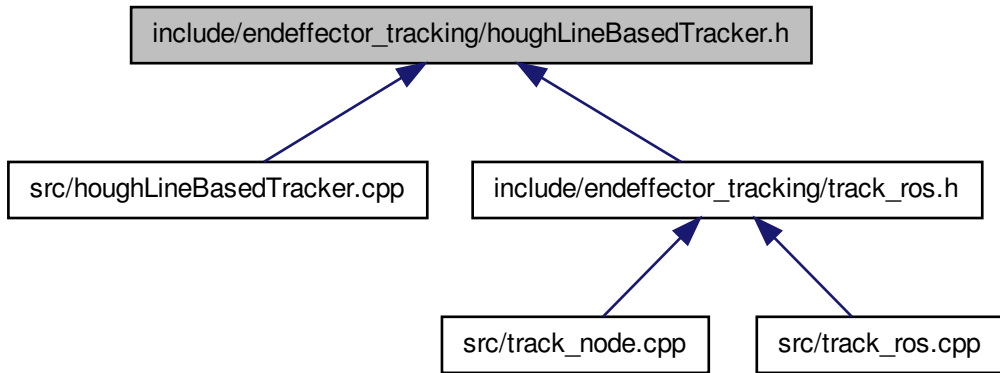 include/endeffector_tracking/houghLineBasedTracker.h
src/houghLineBasedTracker.cpp
include/endeffector_tracking/track_ros.h
src/track_node.cpp
src/track_ros.cpp